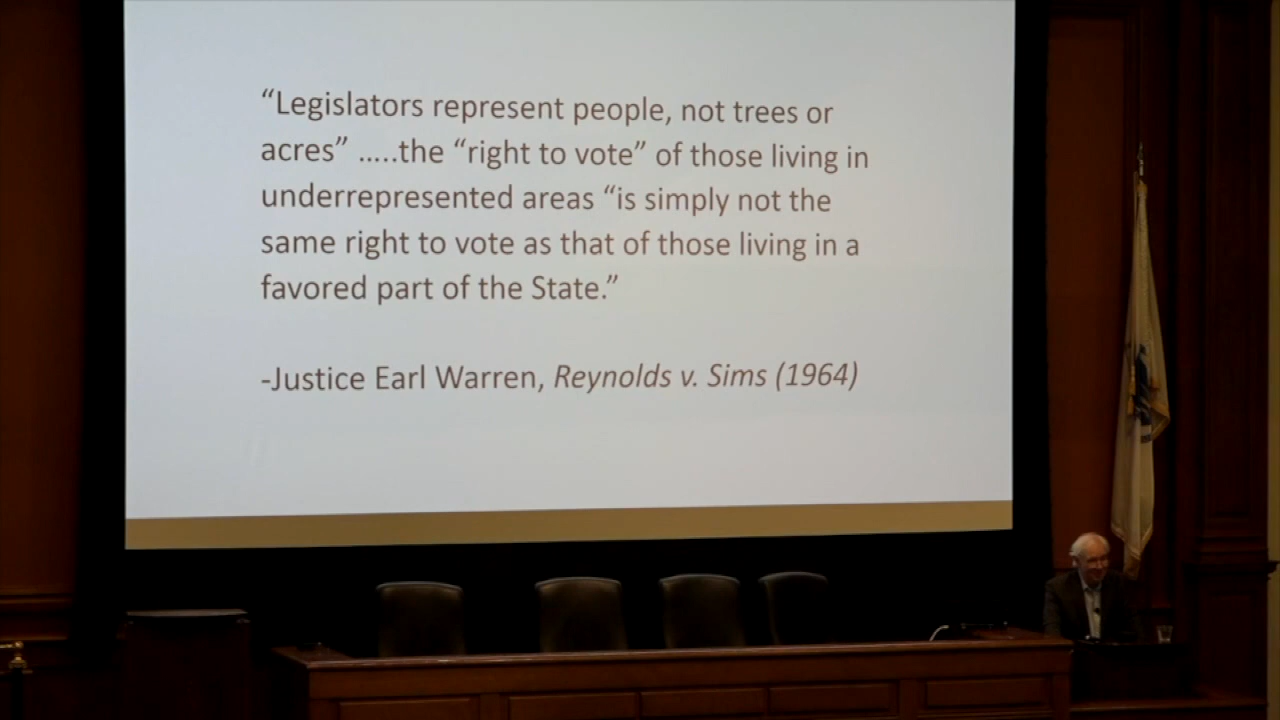 “Legislators represent people, not trees or
acres” .....the “right to vote” of those living in
underrepresented areas “is simply not the
same right to vote as that of those living in a
favored part of the State.”
-Justice Earl Warren, Reynolds v. Sims (1964)